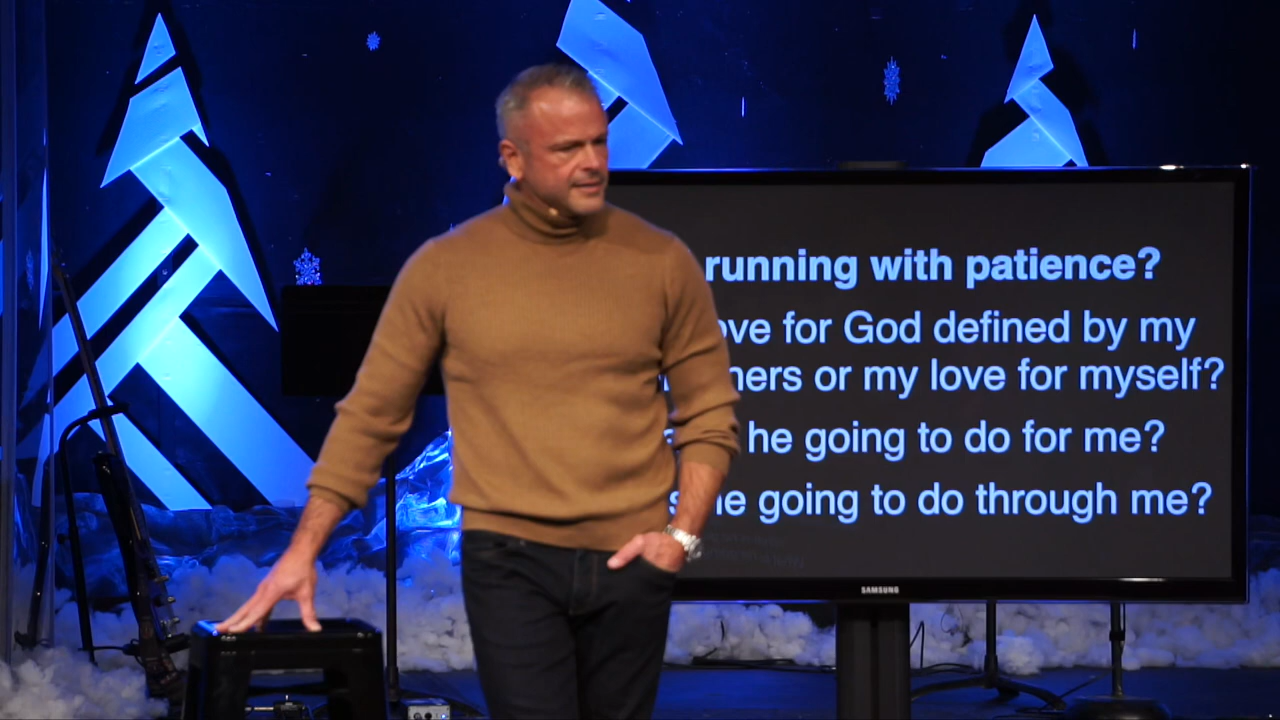 running with patience?
ove for God defined by my
hers or my love for myself?
he going to do for me?
he going to do through me?
SAMSUNG